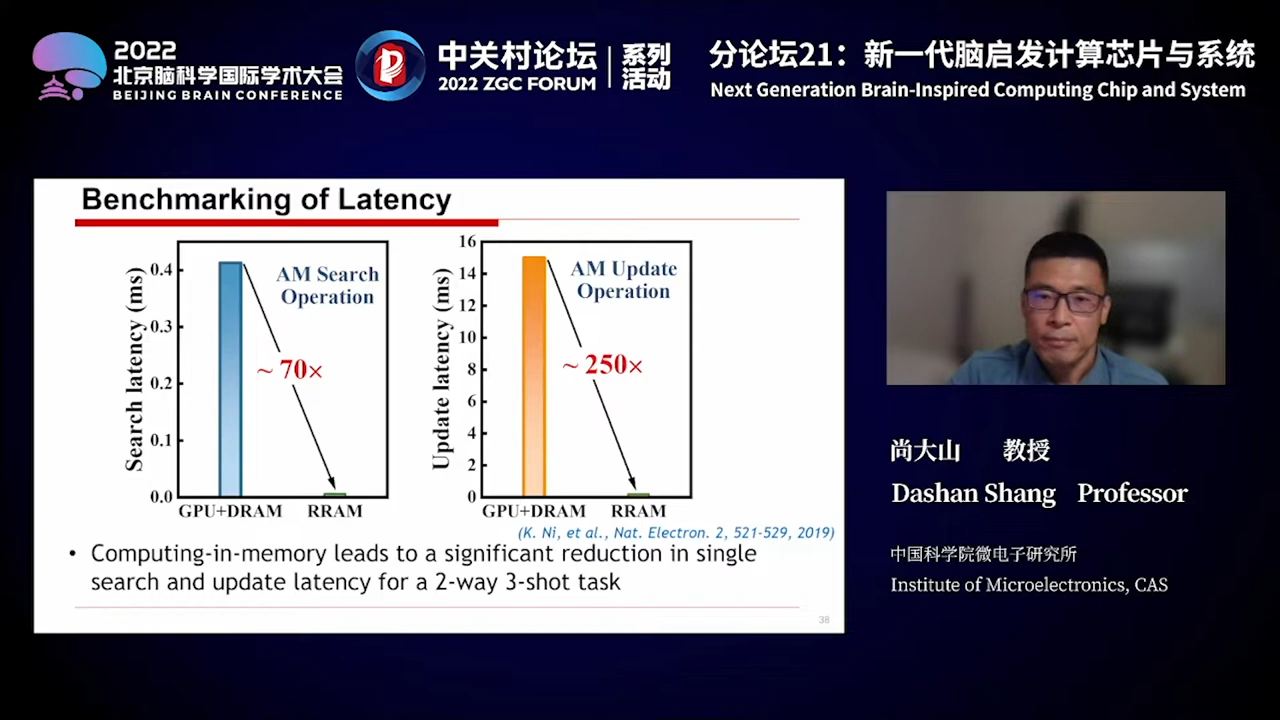 2022
北京脑科学国际学术大会
BEIJING BRAIN CONFERENCE
中关村论坛
2022 ZGC FORUM
系列
活动
分论坛21：新一代脑启发计算芯片与系统
Next Generation Brain-Inspired Computing Chip and System
Benchmarking of Latency
Search latency (ms)
0.4
0.3
0.2
0.1
0.0
AM Search
Operation
~ 70×
GPU+DRAM RRAM
Update latency (ms)
16
14
12
10
8
6
4
2
0
AM Update
Operation
~ 250×
GPU+DRAM RRAM
(K. Ni, et al., Nat. Electron. 2, 521-529, 2019)
• Computing-in-memory leads to a significant reduction in single
search and update latency for a 2-way 3-shot task
38
尚大山 教授
Dashan Shang Professor
中国科学院微电子研究所
Institute of Microelectronics, CAS